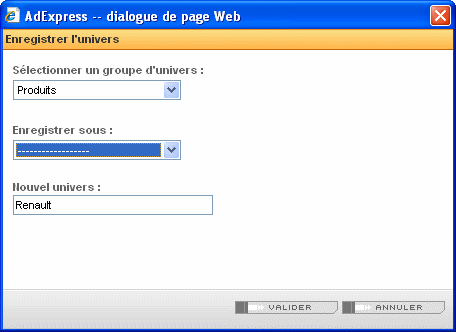 AdExpress -- dialogue de page Web
Enregistrer l'univers
Sélectionner un groupe d'univers :
Produits
Enregistrer sous :
------------------
Nouvel univers :
Renault
VALIDER
ANNULER